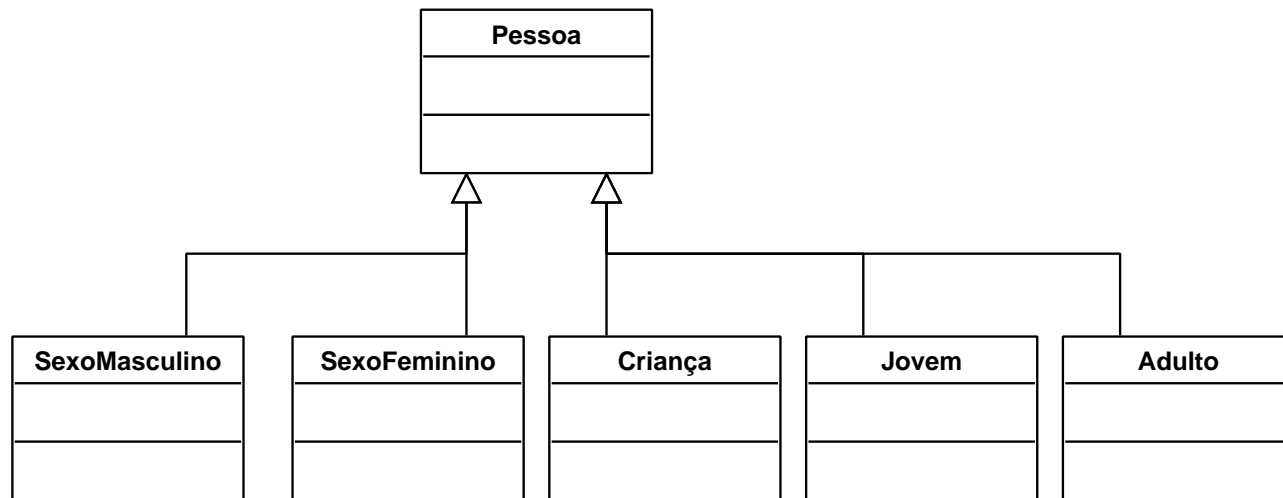 Pessoa
SexoMasculino
SexoFeminino
Criança
Jovem
Adulto